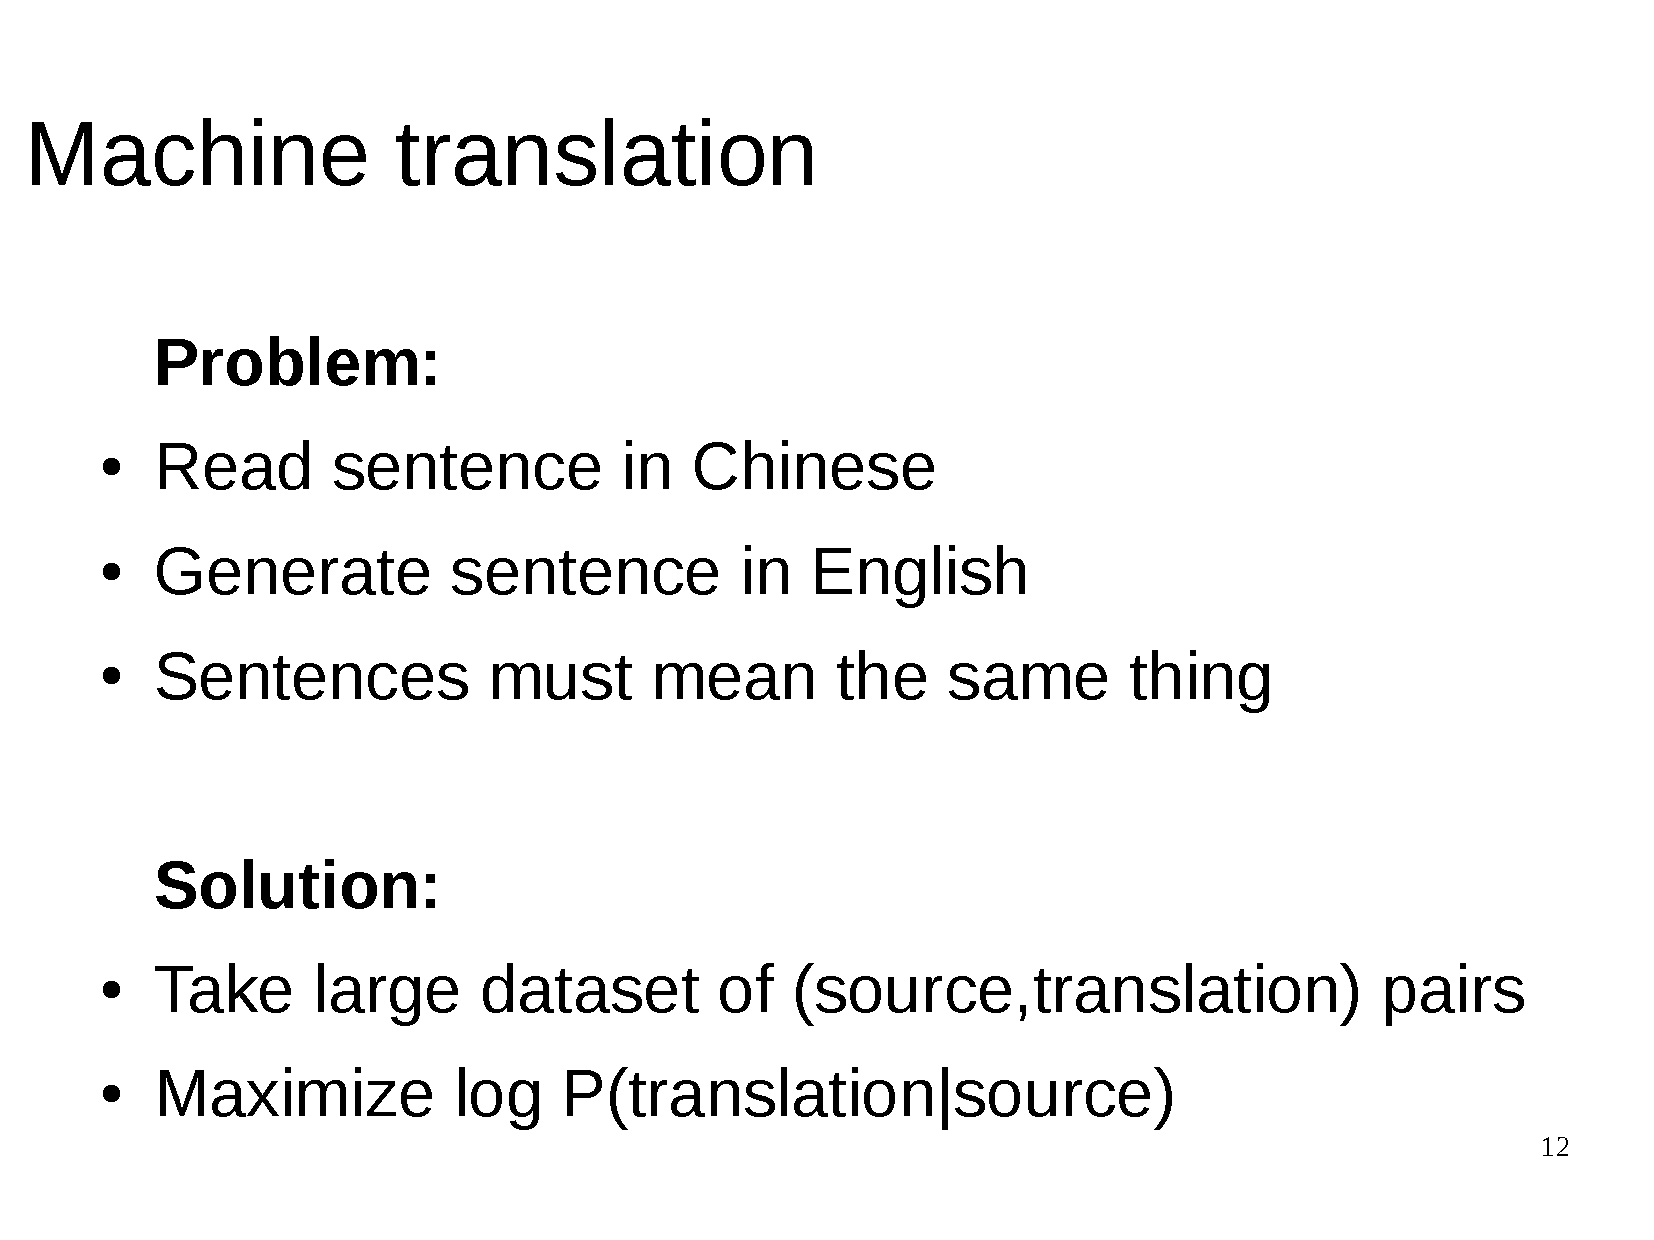 Machine translation
Problem:
• Read sentence in Chinese
• Generate sentence in English
• Sentences must mean the same thing
Solution:
• Take large dataset of (source,translation) pairs
• Maximize log P(translation|source)
12